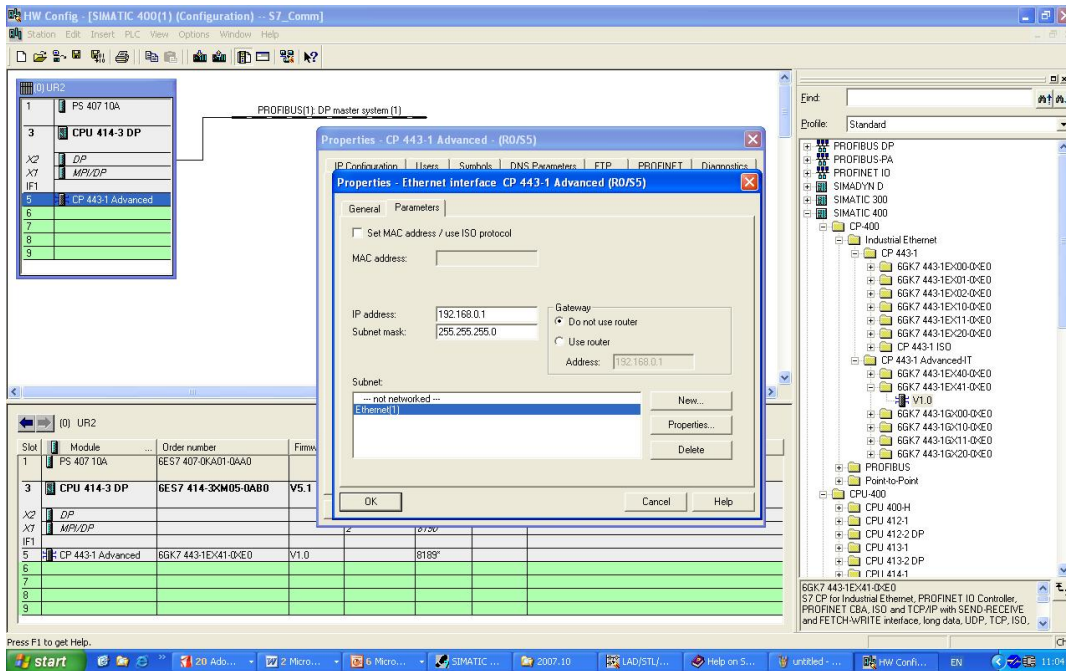 HW Config - [SIMATIC 400(1) (Configuration) -- S7_Comm]
Station Edit Insert PLC View Options Window Help
(0) UR2
1 PS 407 10A
3 CPU 414-3 DP
X2 DP
X1 MPI/DP
IF1
5 CP 443-1 Advanced
6
7
8
9
PROFIBUS(1): DP master system (1)
Properties - CP 443-1 Advanced - (R0/S5)
IP Configuration Users Symbols DNS Parameters FTP PROFINET Diagnostics
Properties - Ethernet interface CP 443-1 Advanced (R0/S5)
General Parameters
Set MAC address / use ISO protocol
MAC address:
IP address: 192.168.0.1
Subnet mask: 255.255.255.0
Gateway
Do not use router
Use router
Address: 192.168.0.1
Subnet:
--- not networked ---
Ethernet(1)
New...
Properties...
Delete
OK Cancel Help
Find:
Profile: Standard
PROFIBUS DP
PROFIBUS-PA
PROFINET IO
SIMADYN D
SIMATIC 300
SIMATIC 400
CP-400
Industrial Ethernet
CP 443-1
6GK7 443-1EX00-0XE0
6GK7 443-1EX01-0XE0
6GK7 443-1EX02-0XE0
6GK7 443-1EX10-0XE0
6GK7 443-1EX11-0XE0
6GK7 443-1EX20-0XE0
CP 443-1 ISO
CP 443-1 Advanced-IT
6GK7 443-1EX40-0XE0
6GK7 443-1EX41-0XE0
V1.0
6GK7 443-1GX00-0XE0
6GK7 443-1GX00-0XE0
6GK7 443-1GX11-0XE0
6GK7 443-1GX20-0XE0
PROFIBUS
Point-to-Point
CPU-400
CPU 400-H
CPU 412-1
CPU 412-2 DP
CPU 413-1
CPU 413-2 DP
CPU 414-1
6GK7 443-1EX41-0XE0
S7 CP for Industrial Ethernet, PROFINET IO Controller,
PROFINET CBA, ISO and TCP/IP with SEND-RECEIVE
and FETCH-WRITE interface, long data, UDP, TCP, ISO,
(0) UR2
Slot Module ... Order number Firmw
1 PS 407 10A 6ES7 407-0KA01-0AA0
3 CPU 414-3 DP 6ES7 414-3XM05-0AB0 V5.1
X2 DP
X1 MPI/DP 2 8190*
IF1
5 CP 443-1 Advanced 6GK7 443-1EX41-0XE0 V1.0 8189*
6
7
8
9
Press F1 to get Help. Ch
start 20 Ado... 2 Micro... 6 Micro... SIMATIC ... 2007.10 LAD/STL/... Help on S... untitled - ... HW Confi... EN 11:04